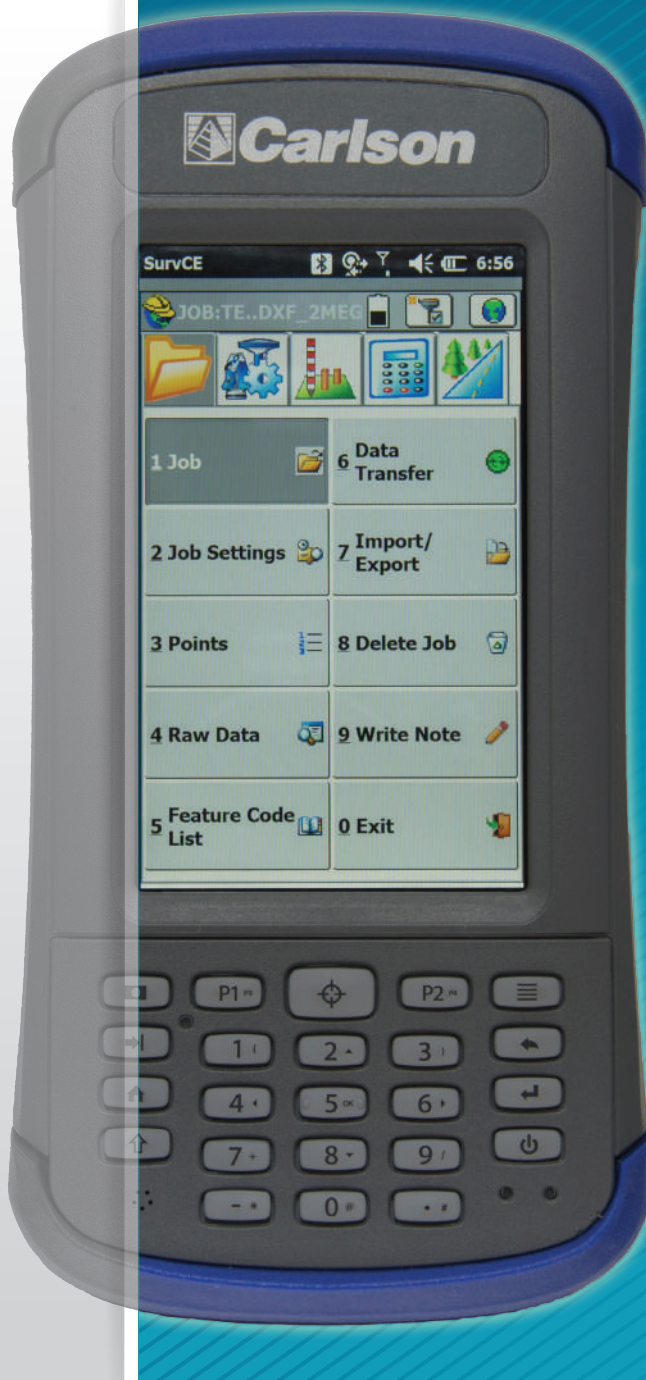 Carlson
SurvCE 6:56
JOB:TE..DXF_2MEG
1 Job
6 Data
Transfer
2 Job Settings
7 Import/
Export
3 Points
8 Delete Job
4 Raw Data
9 Write Note
5 Feature Code
List
0 Exit
P1 P2
1 2 3
4 5 OK 6
7 + 8 9 /
- * 0 # .